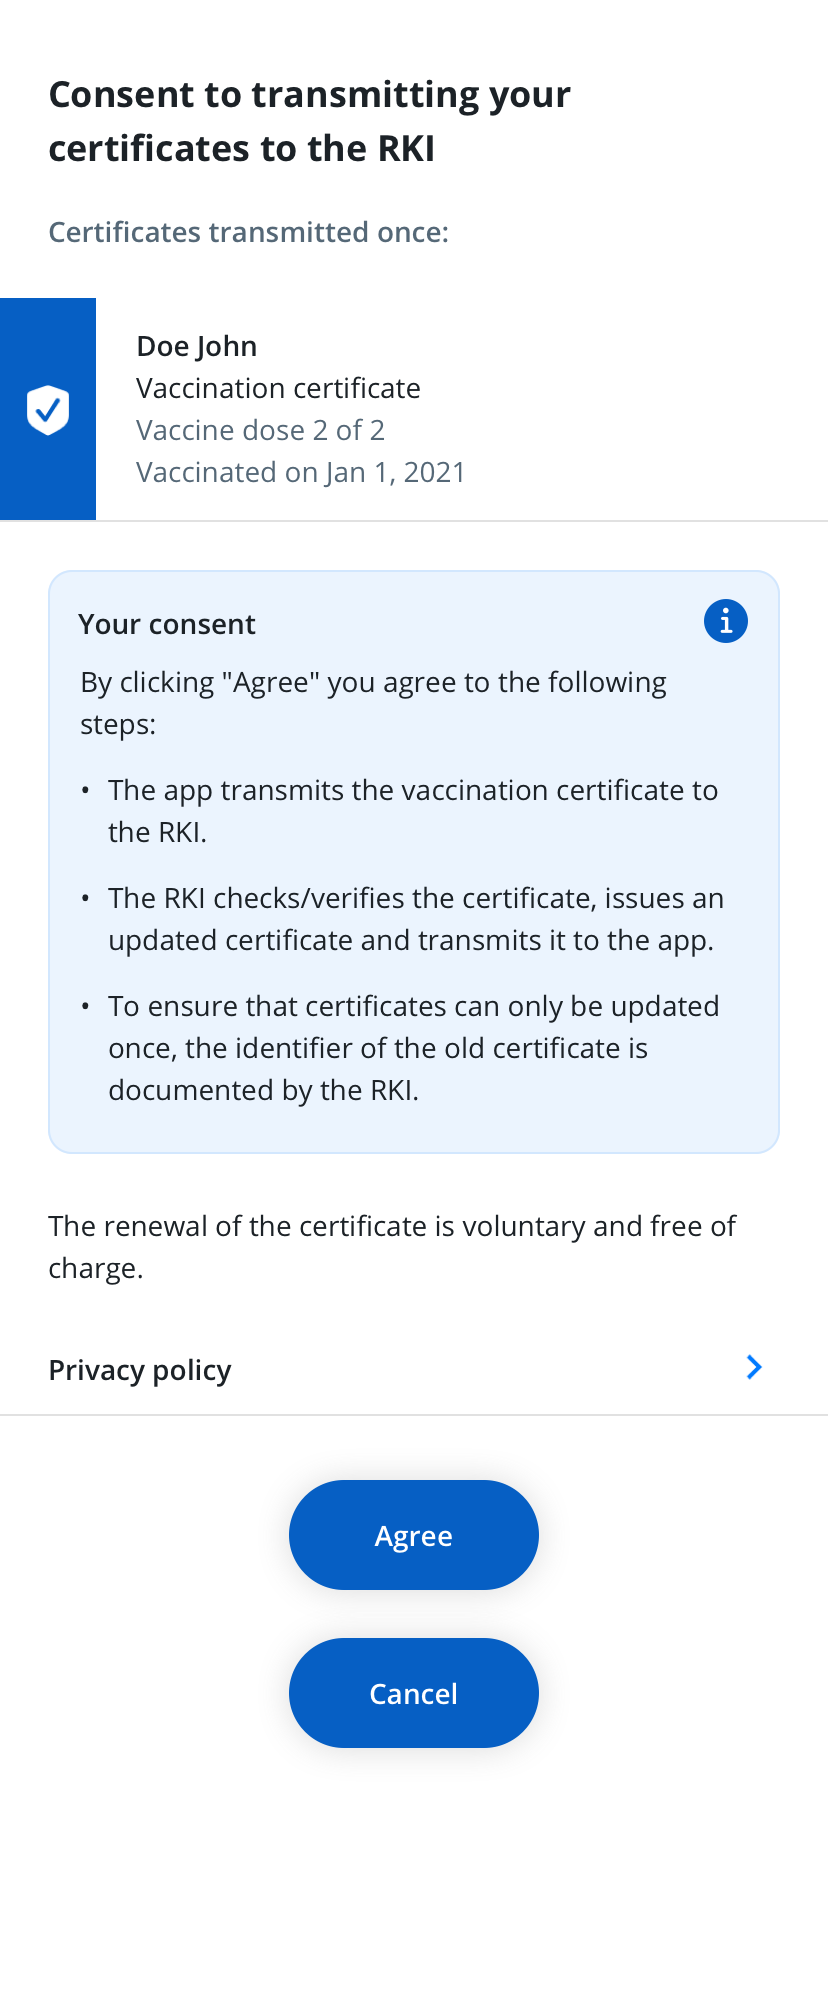 Consent to transmitting your
certificates to the RKI
Certificates transmitted once:
Doe John
Vaccination certificate
Vaccine dose 2 of 2
Vaccinated on Jan 1, 2021
Your consent
By clicking "Agree" you agree to the following
steps:
• The app transmits the vaccination certificate to
the RKI.
• The RKI checks/verifies the certificate, issues an
updated certificate and transmits it to the app.
• To ensure that certificates can only be updated
once, the identifier of the old certificate is
documented by the RKI.
The renewal of the certificate is voluntary and free of
charge.
Privacy policy
Agree
Cancel